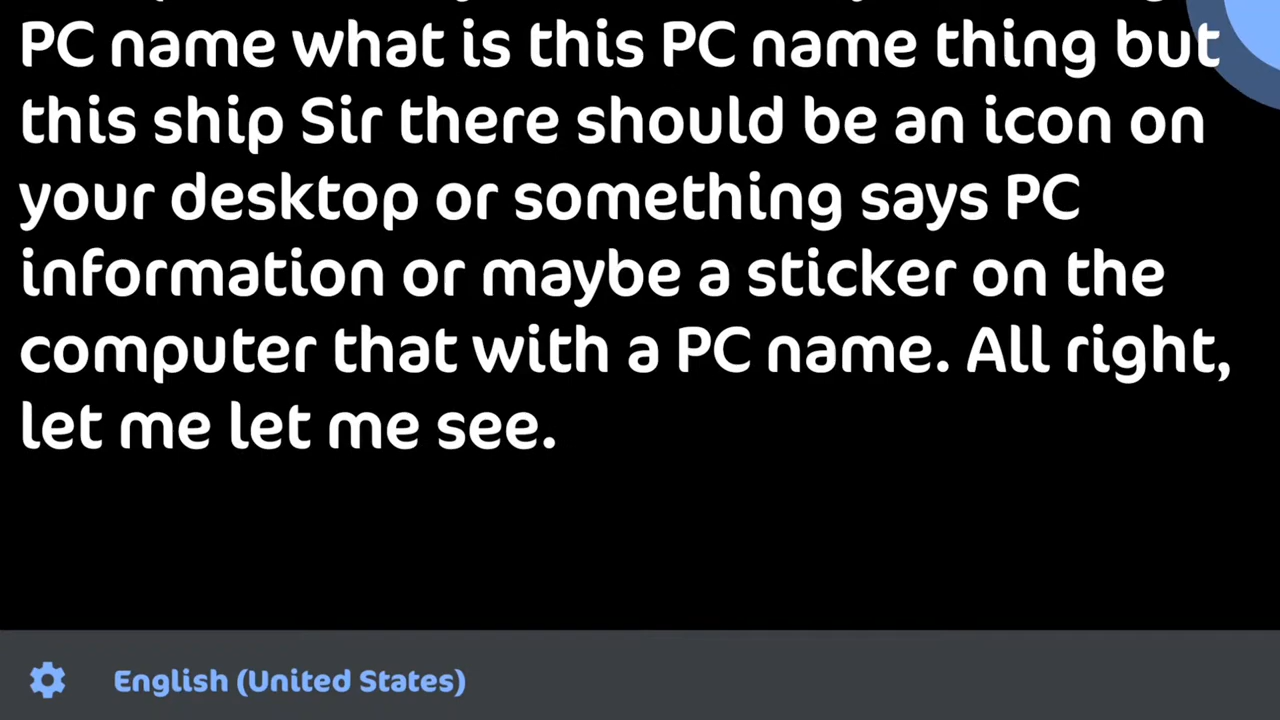 PC name what is this PC name thing but
this ship Sir there should be an icon on
your desktop or something says PC
information or maybe a sticker on the
computer that with a PC name. All right,
let me let me see.
English (United States)